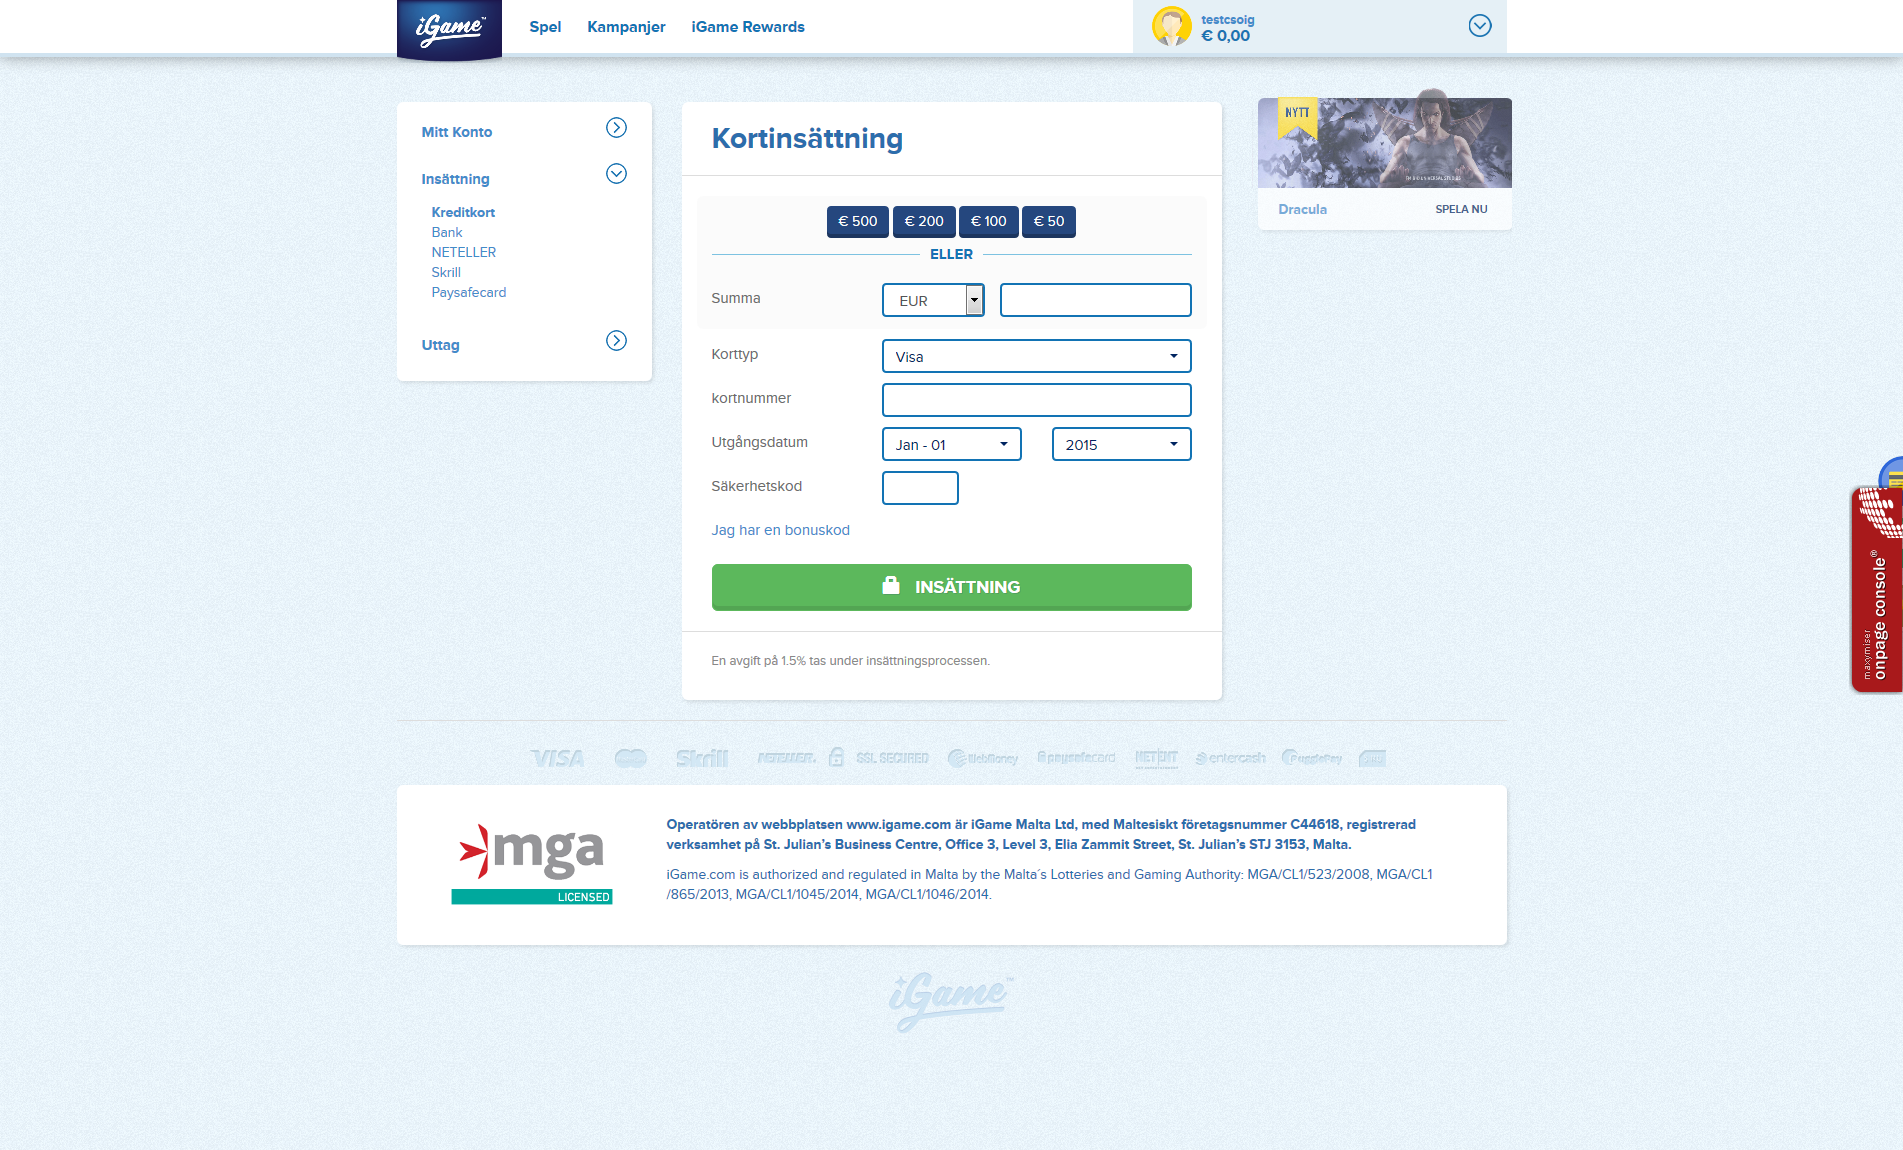 iGame™
Spel
Kampanjer
iGame Rewards
testcsoig
€ 0,00
Mitt Konto
Insättning
Kreditkort
Bank
NETELLER
Skrill
Paysafecard
Uttag
Kortinsättning
€ 500
€ 200
€ 100
€ 50
ELLER
Summa
EUR
Korttyp
Visa
kortnummer
Utgångsdatum
Jan - 01
2015
Säkerhetskod
Jag har en bonuskod
INSÄTTNING
En avgift på 1.5% tas under insättningsprocessen.
NYTT
Dracula
SPELA NU
maxymiser
onpage console®
VISA
Skrill
NETELLER
SSL SECURED
WebMoney
paysafecard
NETENT
entercash
mga
LICENSED
Operatören av webbplatsen www.igame.com är iGame Malta Ltd, med Maltesiskt företagsnummer C44618, registrerad
verksamhet på St. Julian’s Business Centre, Office 3, Level 3, Elia Zammit Street, St. Julian’s STJ 3153, Malta.
iGame.com is authorized and regulated in Malta by the Malta´s Lotteries and Gaming Authority: MGA/CL1/523/2008, MGA/CL1
/865/2013, MGA/CL1/1045/2014, MGA/CL1/1046/2014.
iGame™